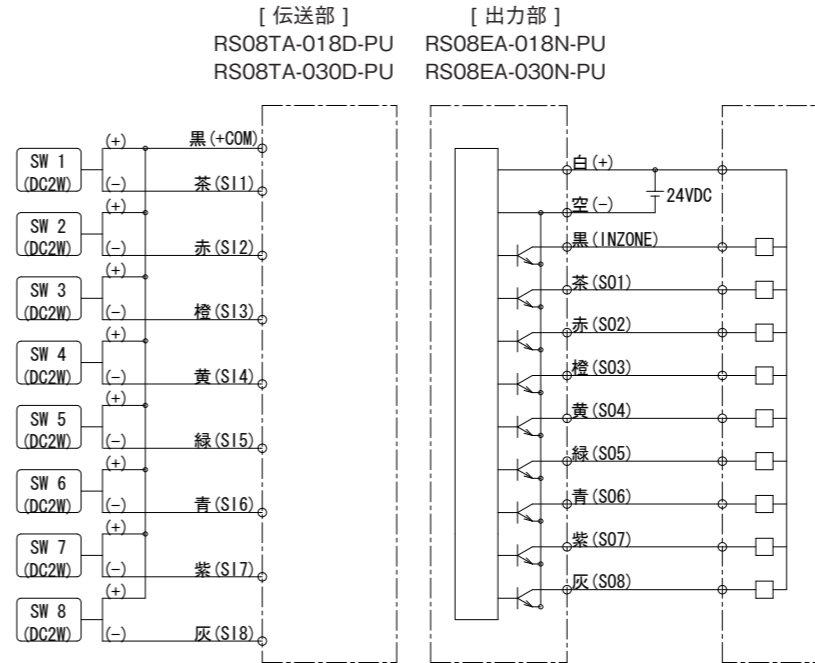 [ 伝送部 ]
RS08TA-018D-PU
RS08TA-030D-PU
[ 出力部 ]
RS08EA-018N-PU
RS08EA-030N-PU
SW 1
(DC2W)
(+)
(-)
黒(+COM)
茶(SI1)
SW 2
(DC2W)
(+)
(-)
赤(SI2)
SW 3
(DC2W)
(+)
(-)
橙(SI3)
SW 4
(DC2W)
(+)
(-)
黄(SI4)
SW 5
(DC2W)
(+)
(-)
緑(SI5)
SW 6
(DC2W)
(+)
(-)
青(SI6)
SW 7
(DC2W)
(+)
(-)
紫(SI7)
SW 8
(DC2W)
(+)
(-)
灰(SI8)
白(+)
24VDC
空(-)
黒(INZONE)
茶(SO1)
赤(SO2)
橙(SO3)
黄(SO4)
緑(SO5)
青(SO6)
紫(SO7)
灰(SO8)